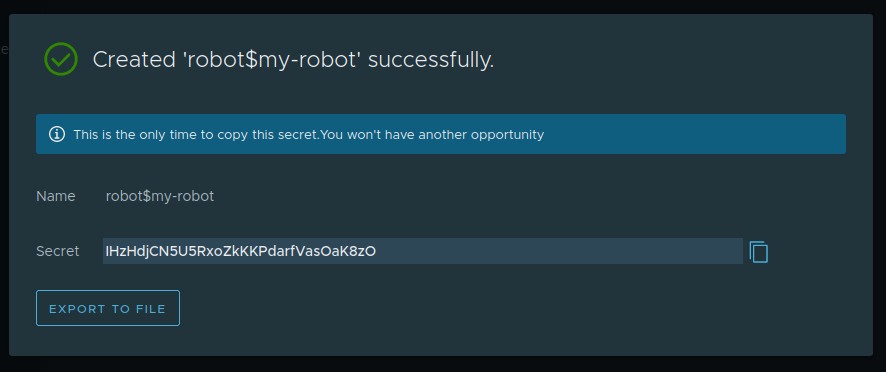 Created 'robot$my-robot' successfully.
This is the only time to copy this secret.You won't have another opportunity
Name robot$my-robot
Secret IHzHdjCN5U5RxoZkKKPdarfVasOaK8zO
EXPORT TO FILE